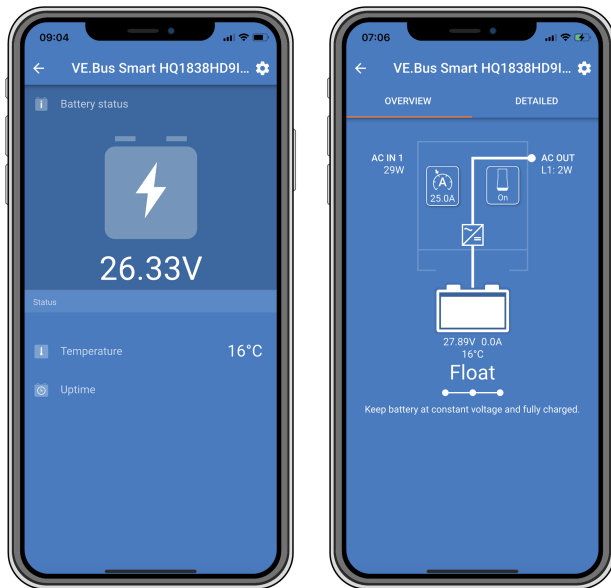 09:04
VE.Bus Smart HQ1838HD9I...
Battery status
26.33V
Status
Temperature 16°C
Uptime
07:06
VE.Bus Smart HQ1838HD9I...
OVERVIEW DETAILED
AC IN 1
29W
A
25.0A
On
AC OUT
L1: 2W
27.89V 0.0A
16°C
Float
Keep battery at constant voltage and fully charged.